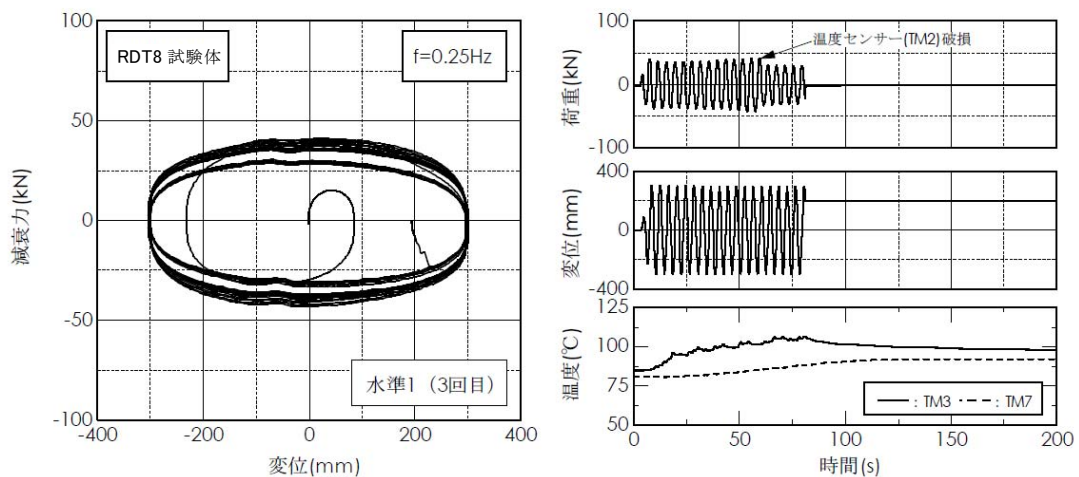 RDT8 試験体
f=0.25Hz
水準1（3回目）
減衰力(kN)
100
50
0
-50
-100
-400
-200
0
200
400
変位(mm)
温度センサー(TM2)破損
荷重(kN)
100
0
-100
変位(mm)
400
0
-400
温度(℃)
125
100
75
50
: TM3
: TM7
0
50
100
150
200
時間(s)